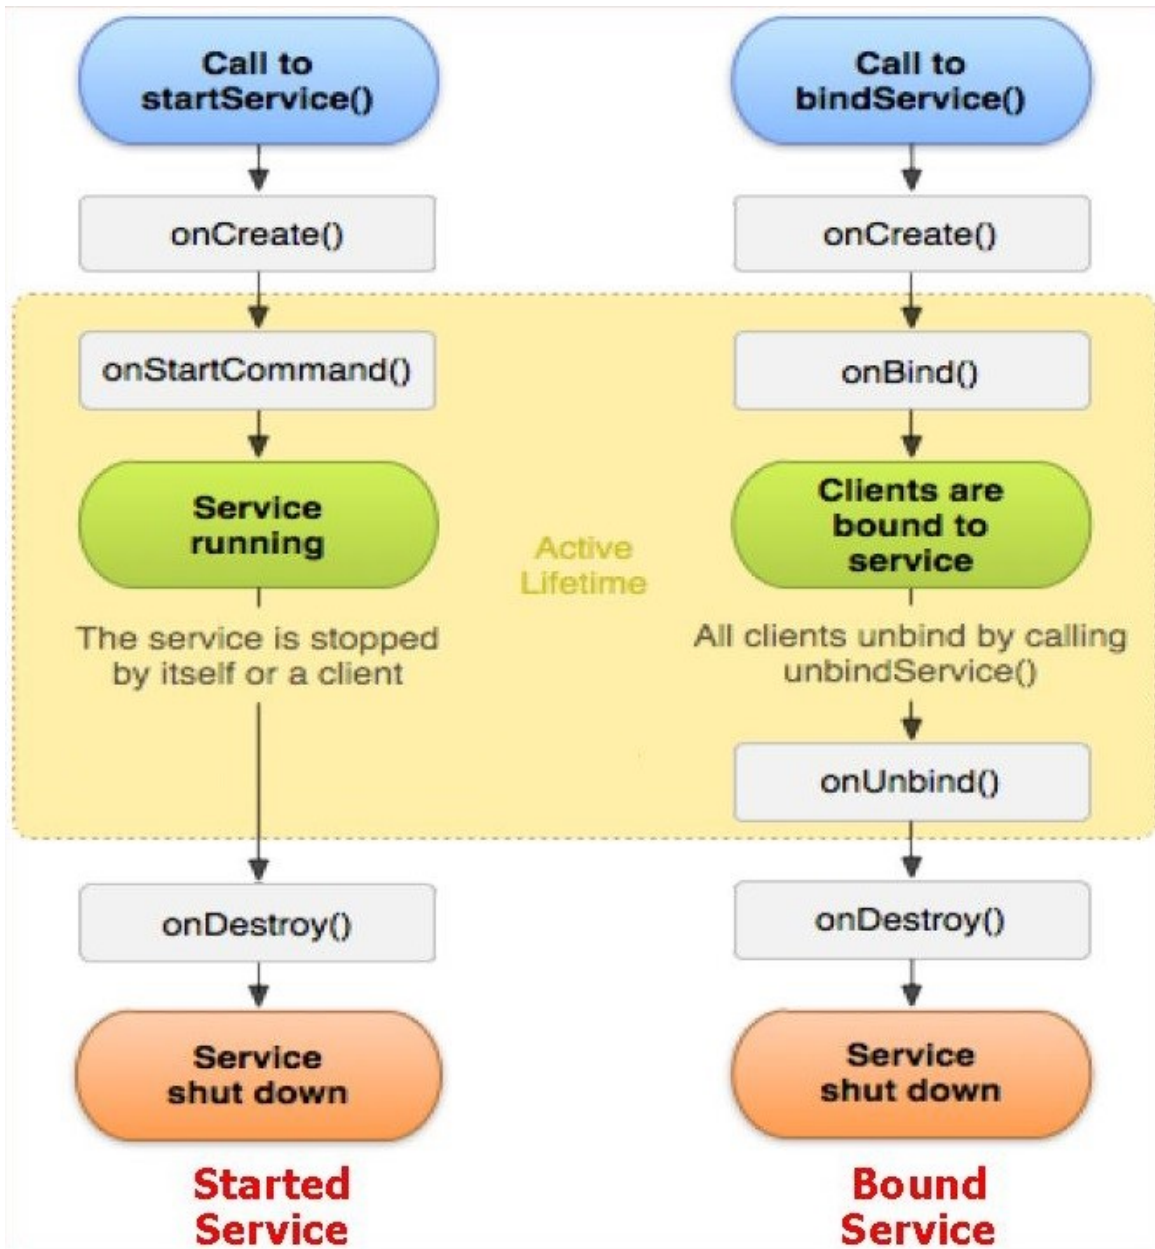 Call to
startService()
onCreate()
onStartCommand()
Service
running
The service is stopped
by itself or a client
onDestroy()
Service
shut down
Started
Service
Active
Lifetime
Call to
bindService()
onCreate()
onBind()
Clients are
bound to
service
All clients unbind by calling
unbindService()
onUnbind()
onDestroy()
Service
shut down
Bound
Service